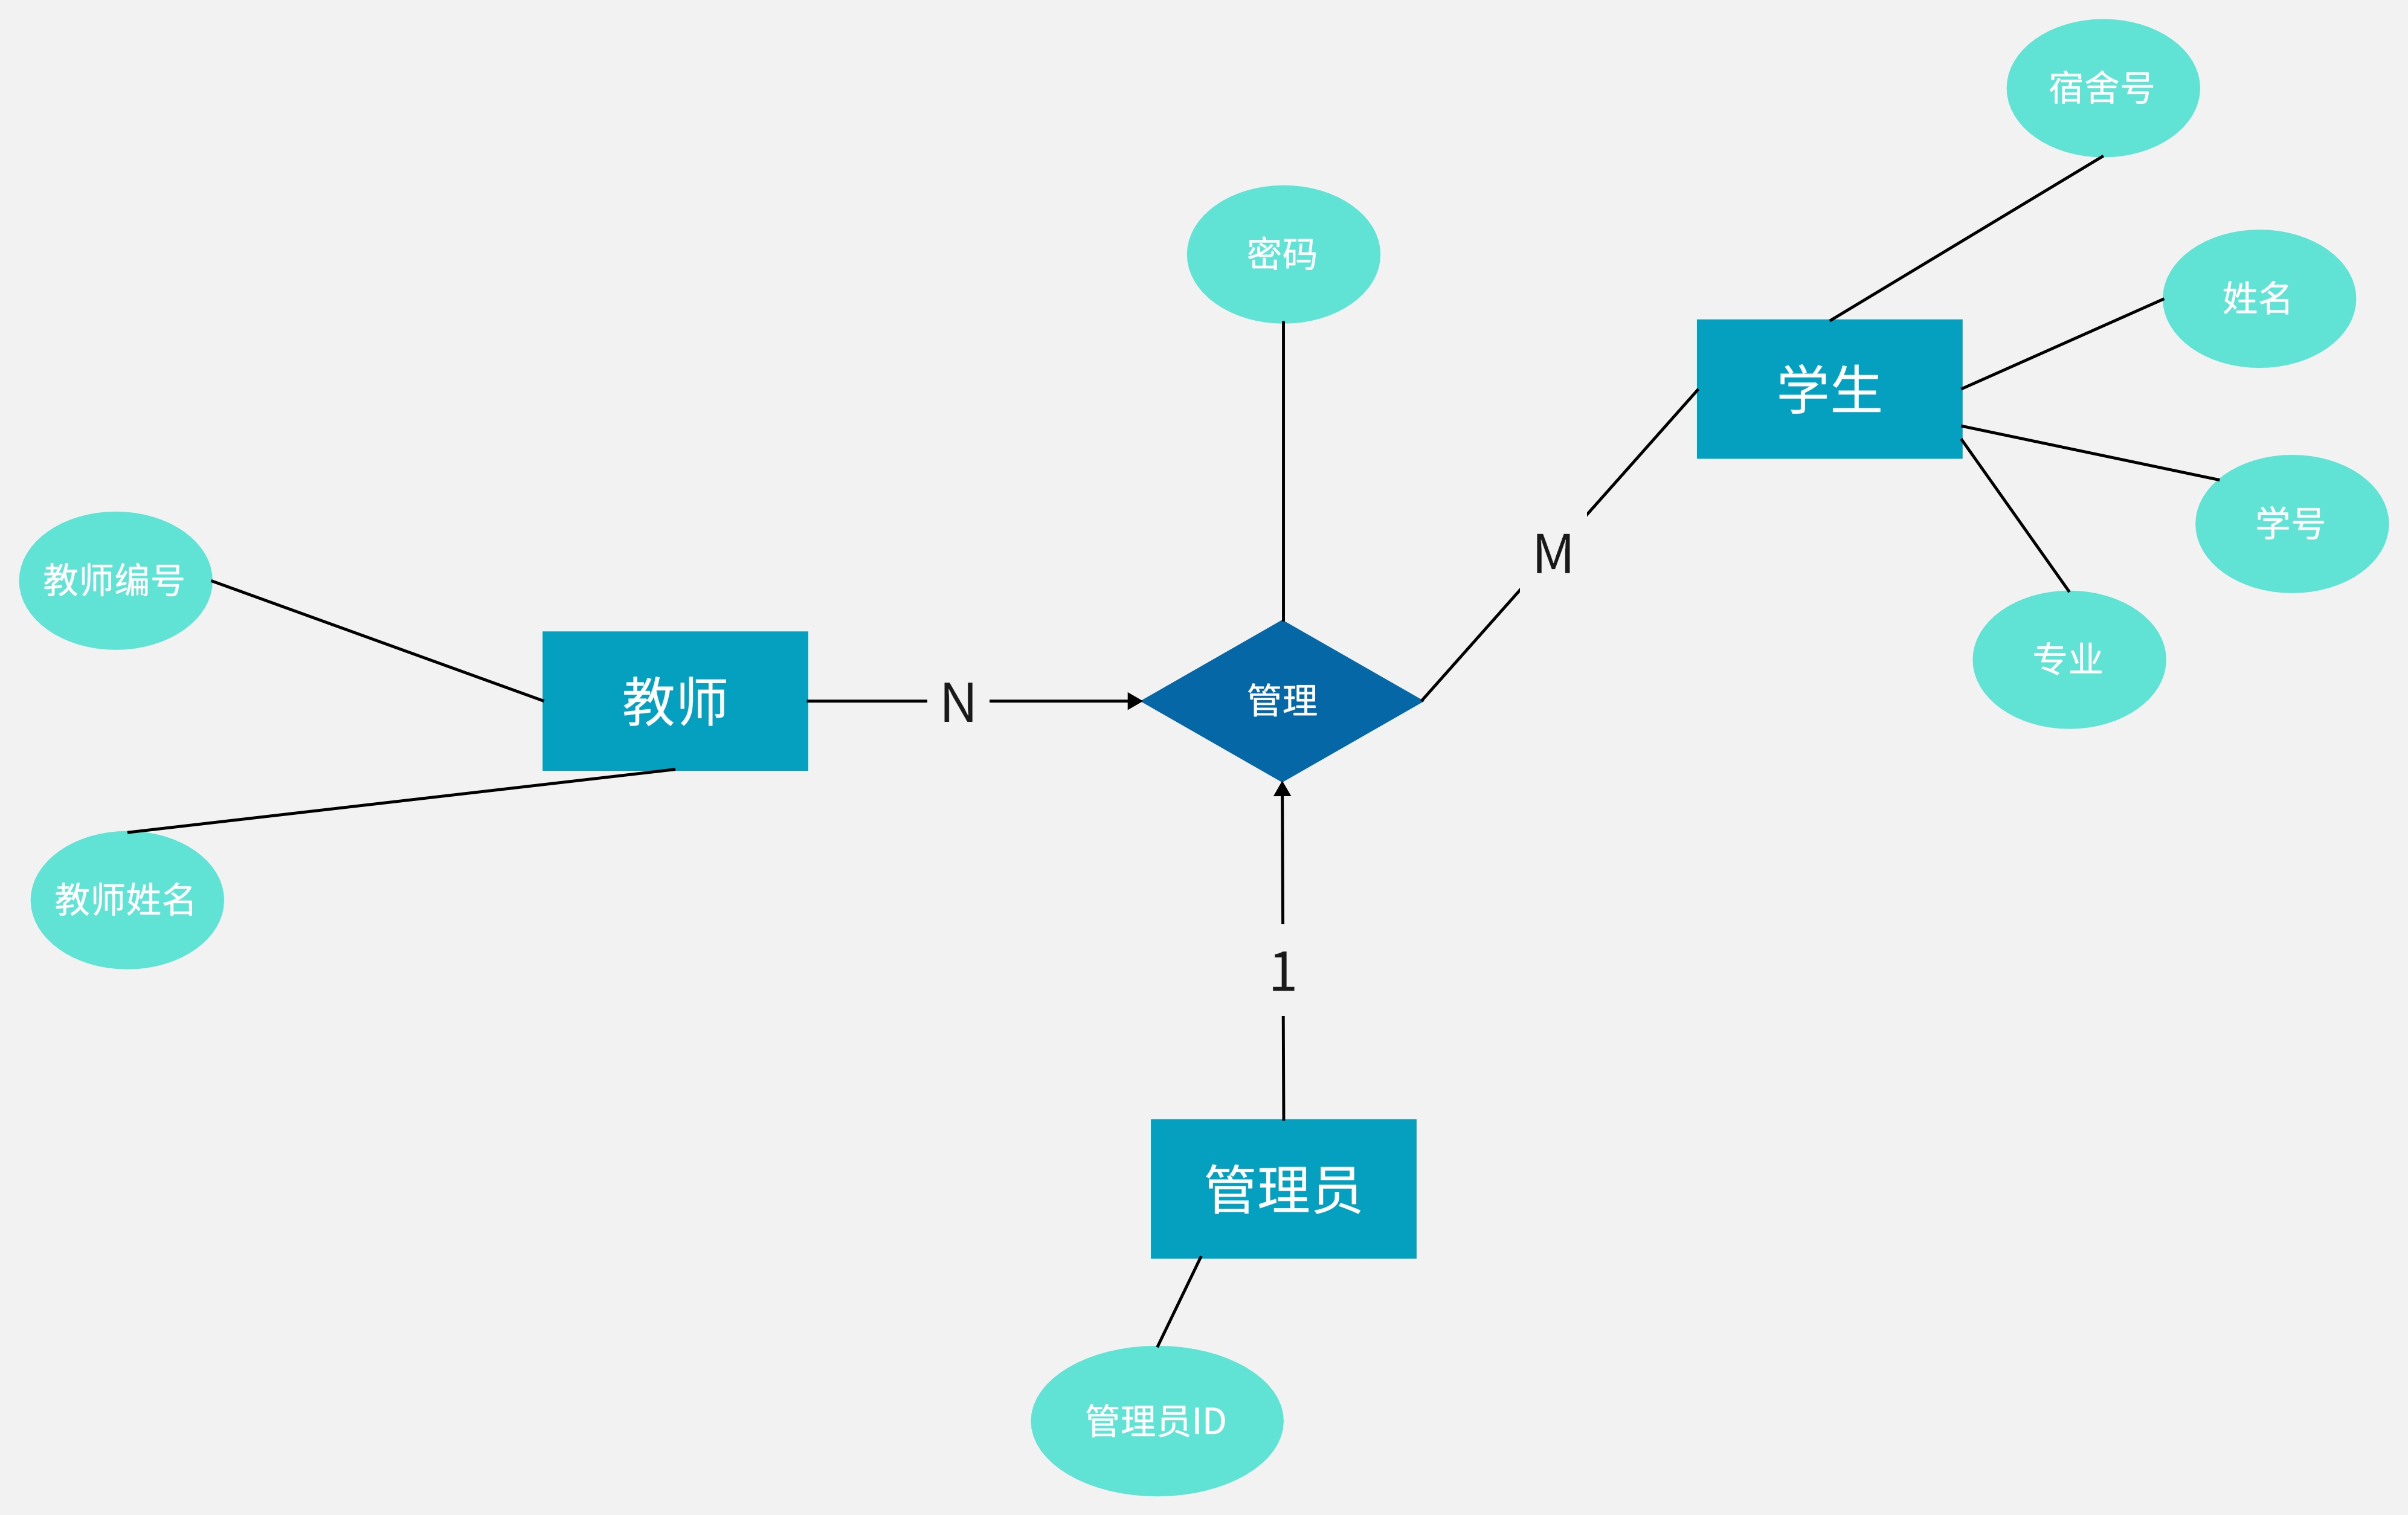 宿舍号
密码
姓名
学生
学号
M
教师编号
专业
教师
N
管理
教师姓名
1
管理员
管理员ID